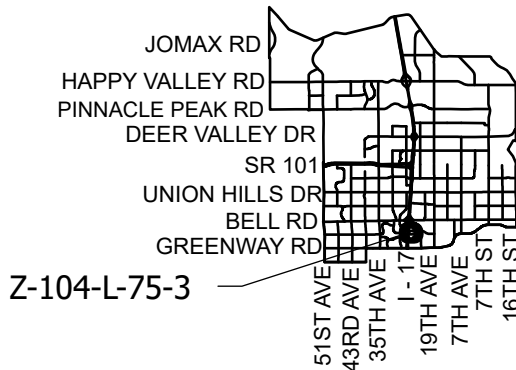 JOMAX RD
HAPPY VALLEY RD
PINNACLE PEAK RD
DEER VALLEY DR
SR 101
UNION HILLS DR
BELL RD
GREENWAY RD
Z-104-L-75-3
51ST AVE
43RD AVE
35TH AVE
I - 17
19TH AVE
7TH AVE
7TH ST
16TH ST